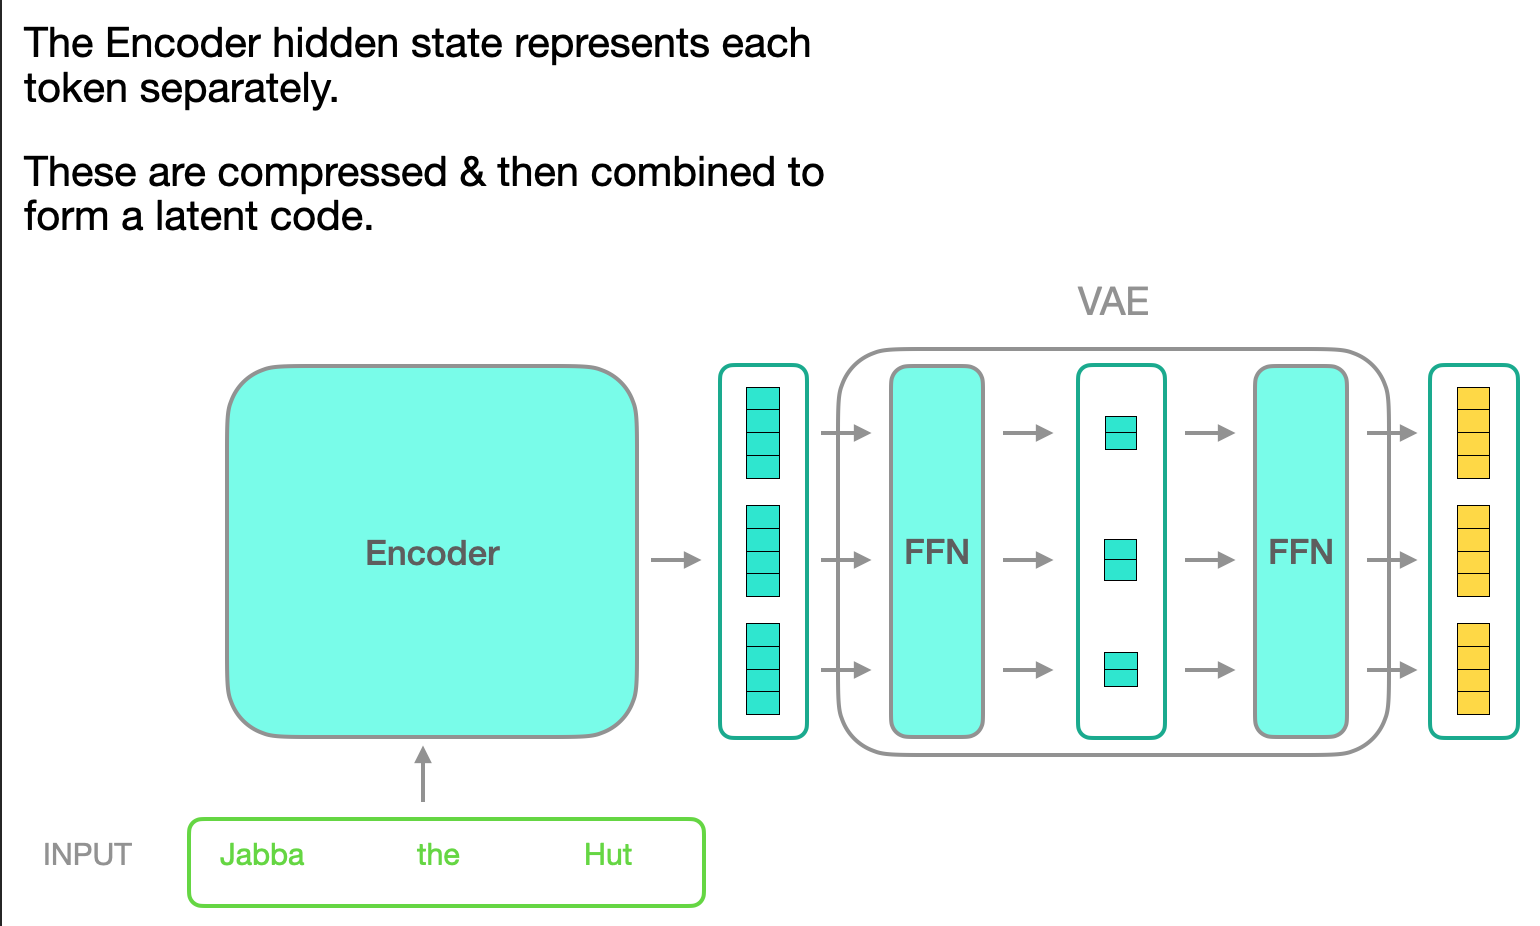 The Encoder hidden state represents each
token separately.
These are compressed & then combined to
form a latent code.
VAE
Encoder
FFN
FFN
INPUT
Jabba the Hut